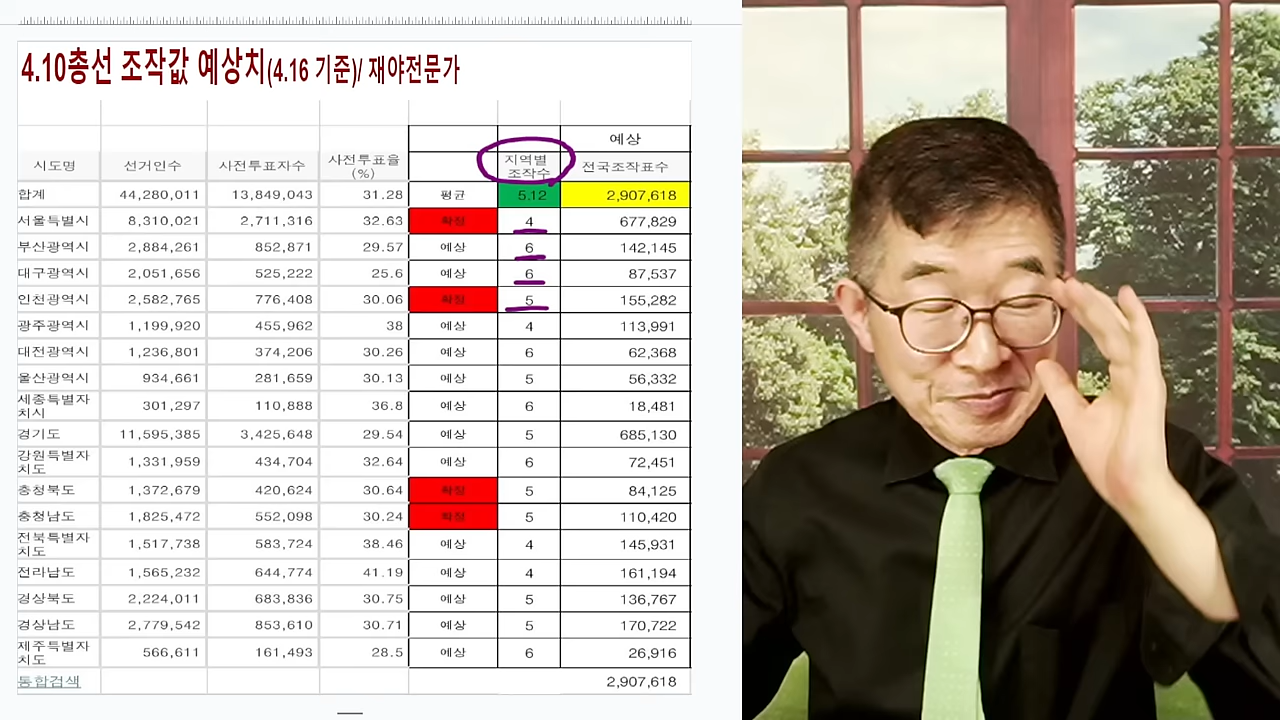 4.10총선 조작값 예상치(4.16 기준)/ 재야전문가
예상
시도명 선거인수 사전투표자수 사전투표율 (%) 지역별 조작수 전국조작표수
합계 44,280,011 13,849,043 31.28 평균 5.12 2,907,618
서울특별시 8,310,021 2,711,316 32.63 확정 4 677,829
부산광역시 2,884,261 852,871 29.57 예상 6 142,145
대구광역시 2,051,656 525,222 25.6 예상 6 87,537
인천광역시 2,582,765 776,408 30.06 확정 5 155,282
광주광역시 1,199,920 455,962 38 예상 4 113,991
대전광역시 1,236,801 374,206 30.26 예상 6 62,368
울산광역시 934,661 281,659 30.13 예상 5 56,332
세종특별자치시 301,297 110,888 36.8 예상 6 18,481
경기도 11,595,385 3,425,648 29.54 예상 5 685,130
강원특별자치도 1,331,959 434,704 32.64 예상 6 72,451
충청북도 1,372,679 420,624 30.64 확정 5 84,125
충청남도 1,825,472 552,098 30.24 확정 5 110,420
전북특별자치도 1,517,738 583,724 38.46 예상 4 145,931
전라남도 1,565,232 644,774 41.19 예상 4 161,194
경상북도 2,224,011 683,836 30.75 예상 5 136,767
경상남도 2,779,542 853,610 30.71 예상 5 170,722
제주특별자치도 566,611 161,493 28.5 예상 6 26,916
통합검색 2,907,618